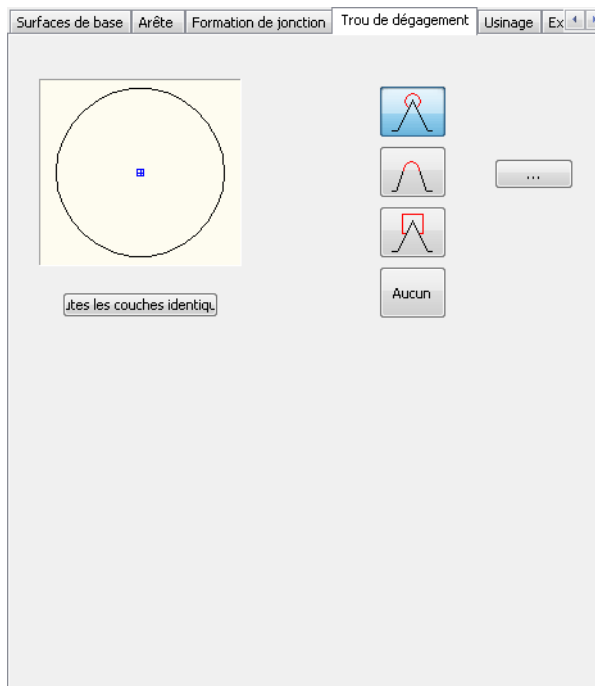 Surfaces de base Arête Formation de jonction Trou de dégagement Usinage Ex
...
utes les couches identiqu
Aucun